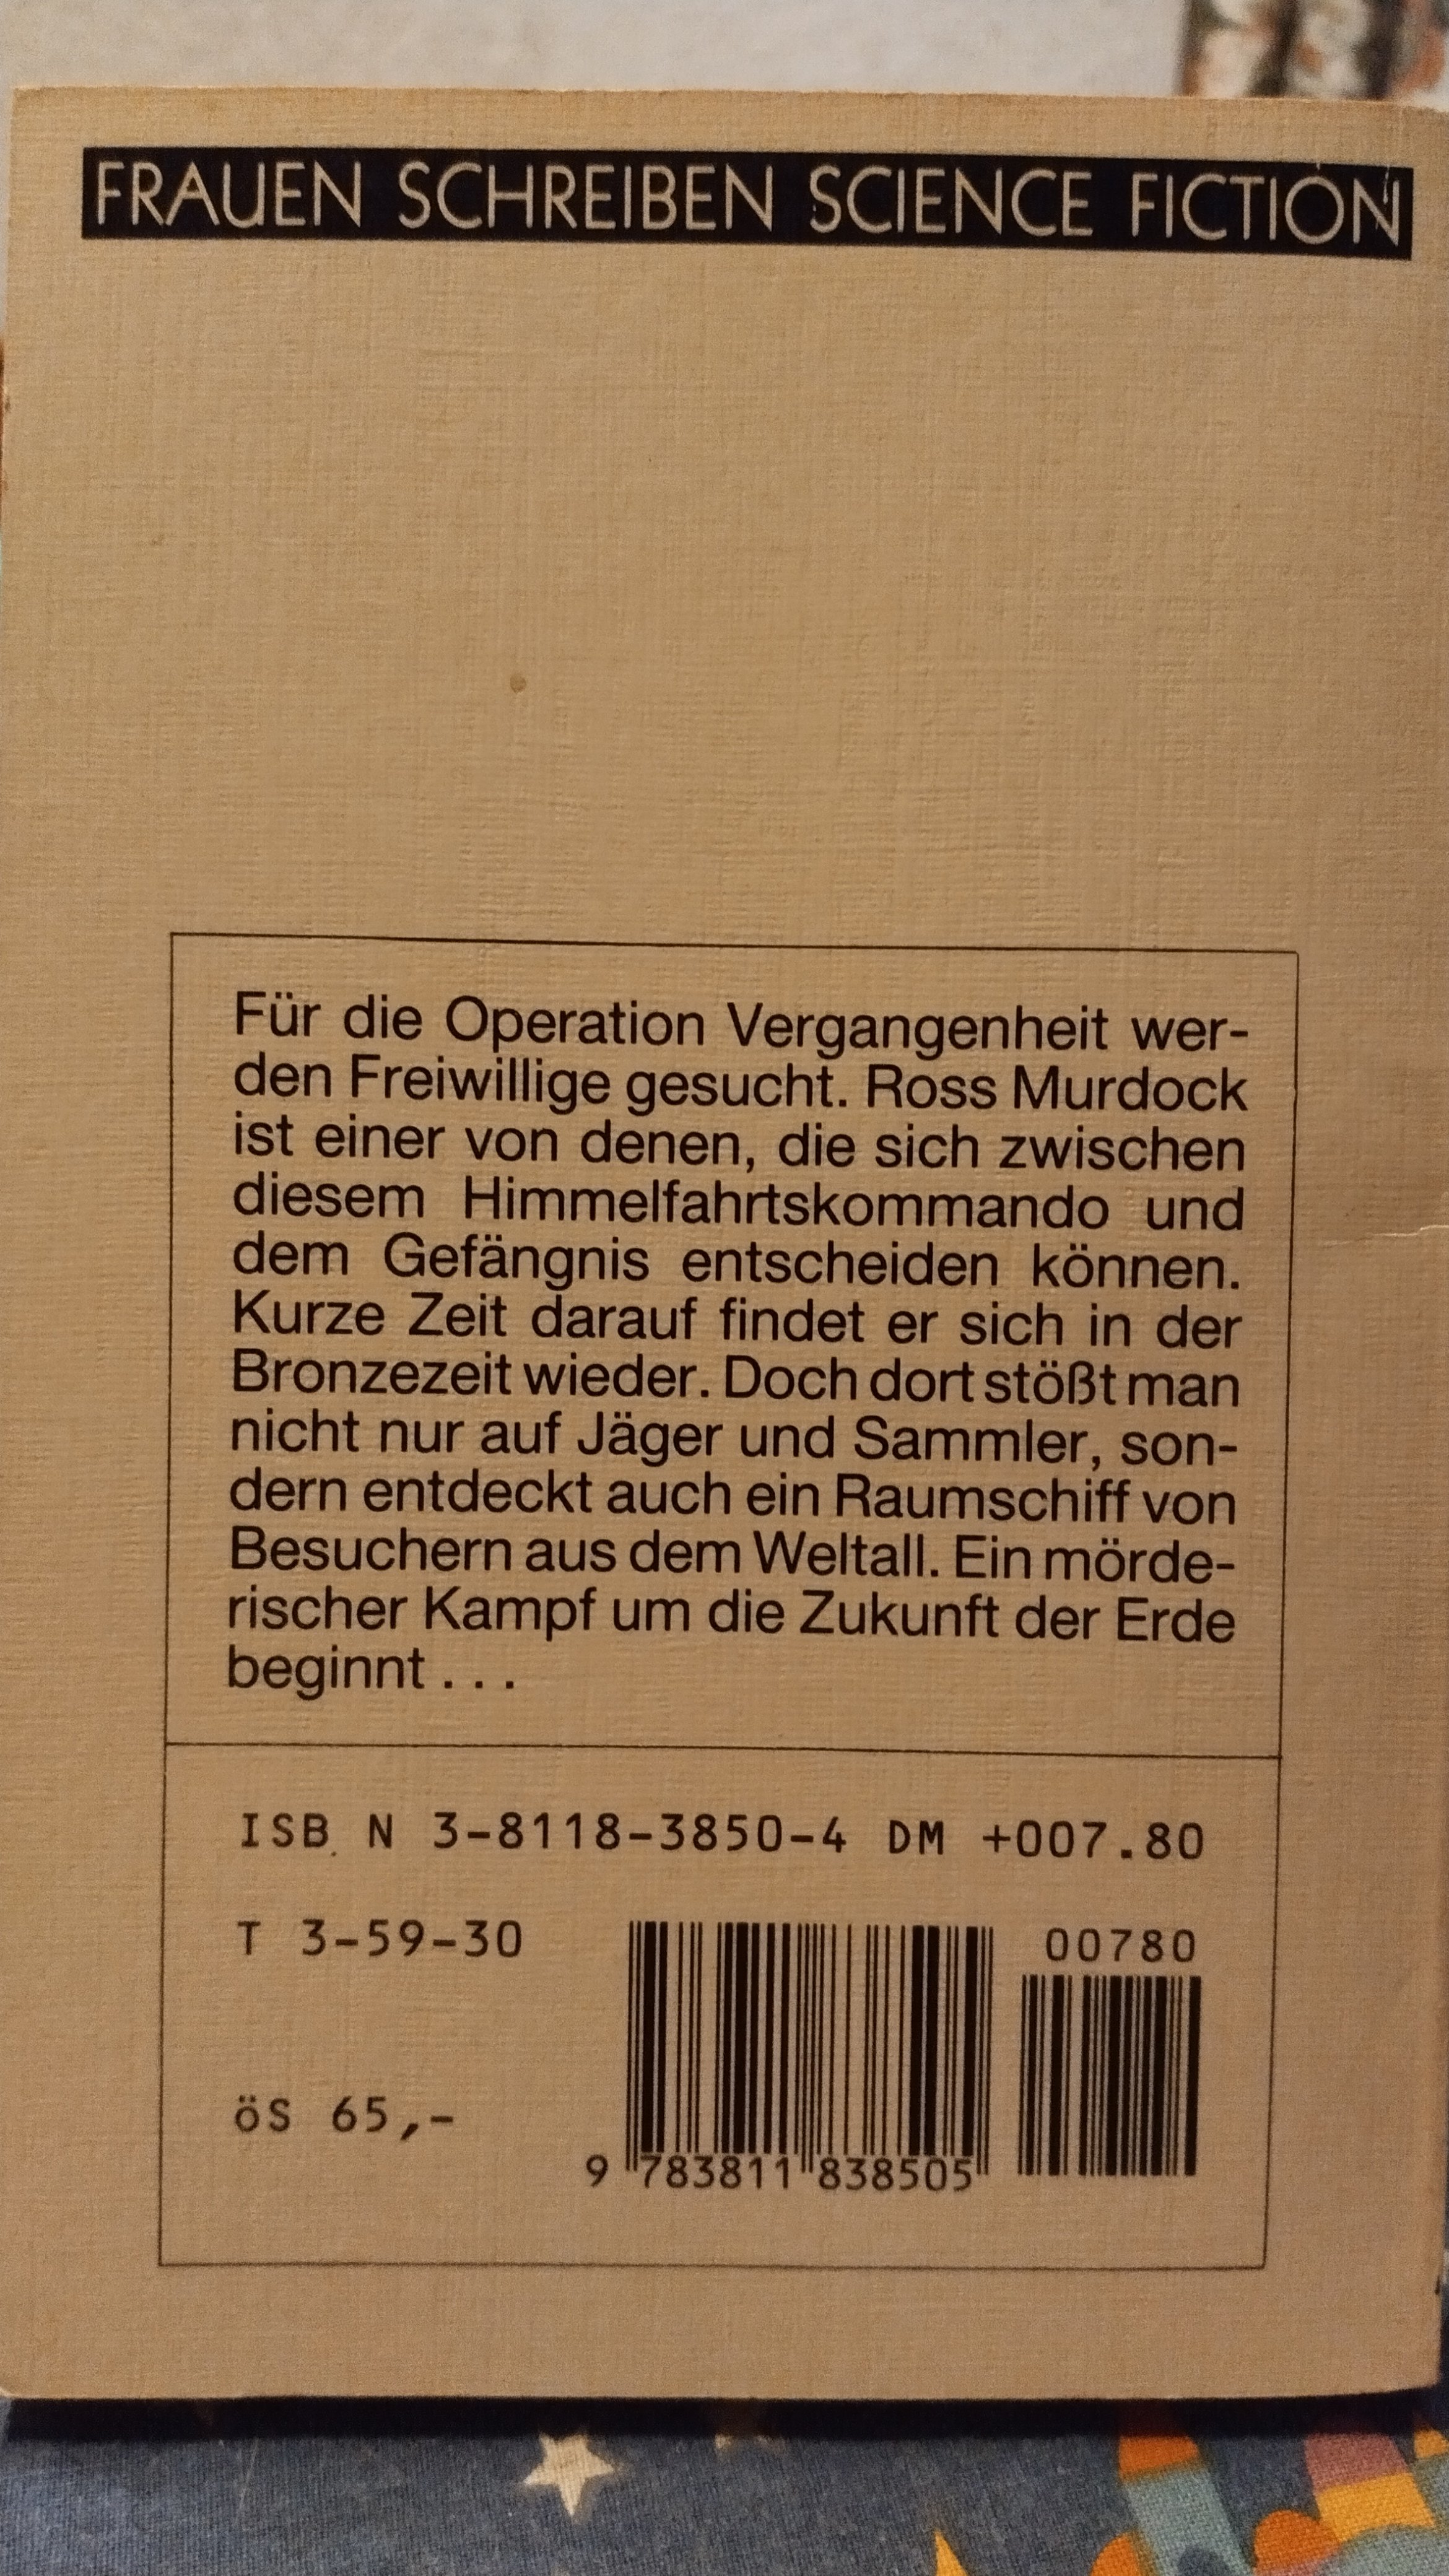 FRAUEN SCHREIBEN SCIENCE FICTION
Für die Operation Vergangenheit wer-
den Freiwillige gesucht. Ross Murdock
ist einer von denen, die sich zwischen
diesem Himmelfahrtskommando und
dem Gefängnis entscheiden können.
Kurze Zeit darauf findet er sich in der
Bronzezeit wieder. Doch dort stößt man
nicht nur auf Jäger und Sammler, son-
dern entdeckt auch ein Raumschiff von
Besuchern aus dem Weltall. Ein mörde-
rischer Kampf um die Zukunft der Erde
beginnt . . .
ISB N 3-8118-3850-4 DM +007.80
T 3-59-30
00780
öS 65,-
9 783811 838505